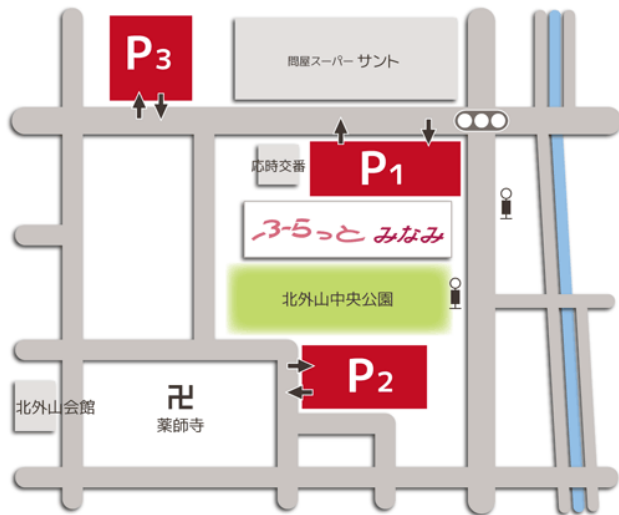 P3
問屋スーパー サント
応時交番
P1
ふらっと みなみ
北外山中央公園
P2
北外山会館
卍
薬師寺